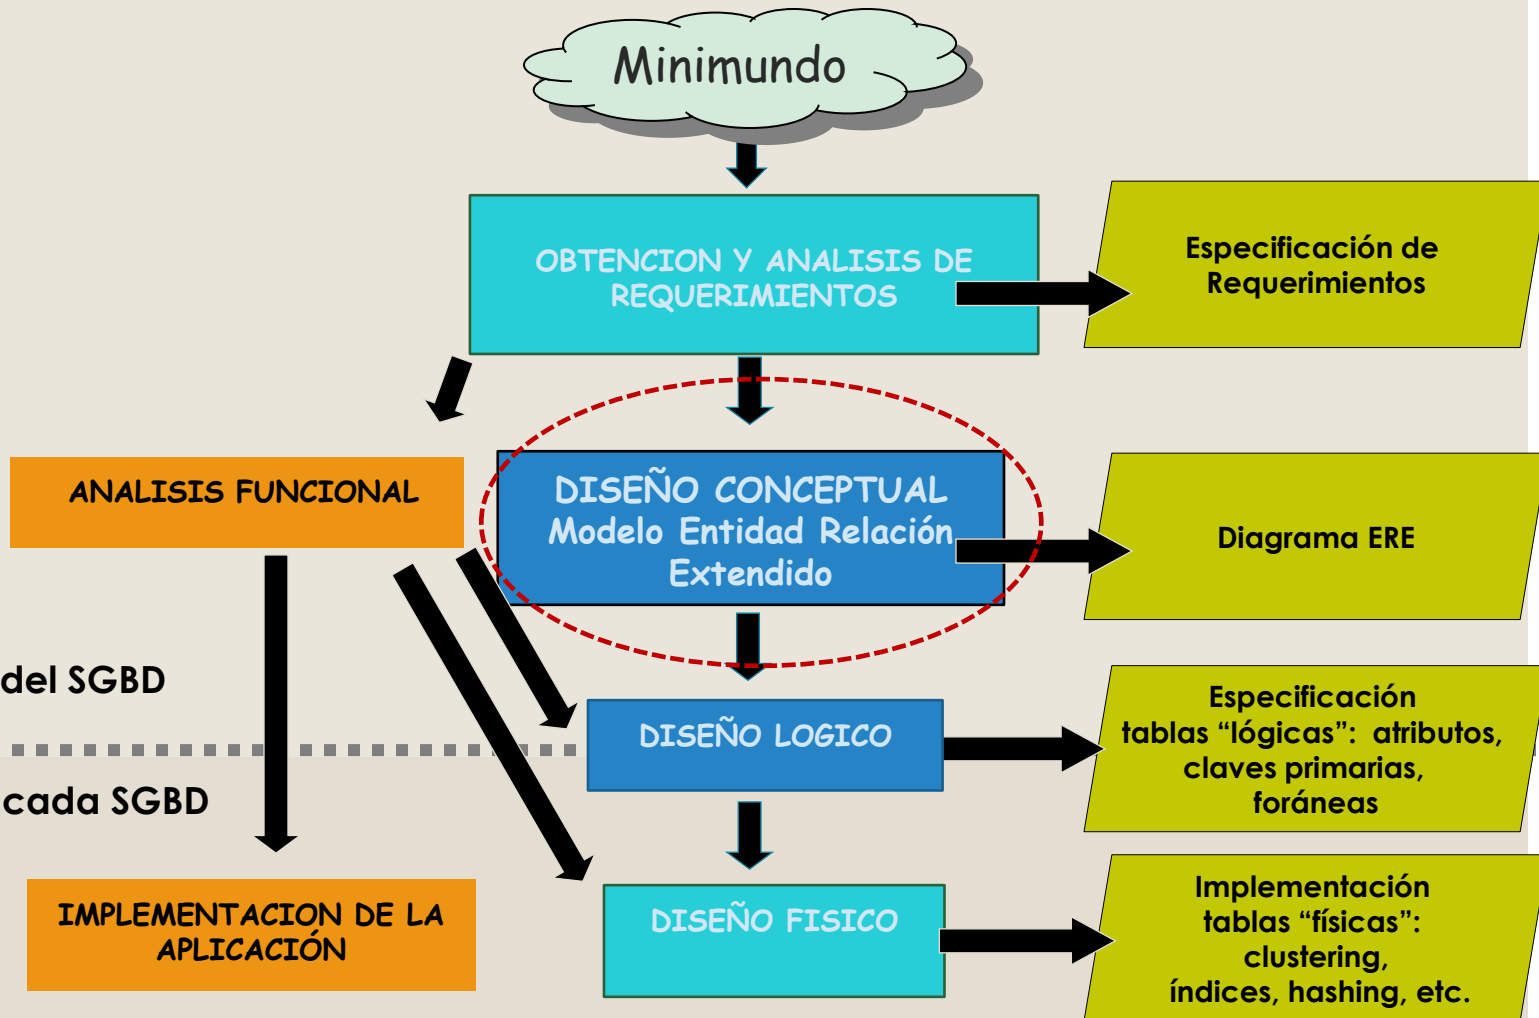 Minimundo
OBTENCION Y ANALISIS DE
REQUERIMIENTOS
Especificación de
Requerimientos
ANALISIS FUNCIONAL
DISEÑO CONCEPTUAL
Modelo Entidad Relación
Extendido
Diagrama ERE
del SGBD
DISEÑO LOGICO
Especificación
tablas “lógicas”: atributos,
claves primarias,
foráneas
cada SGBD
IMPLEMENTACION DE LA
APLICACIÓN
DISEÑO FISICO
Implementación
tablas “físicas”:
clustering,
índices, hashing, etc.